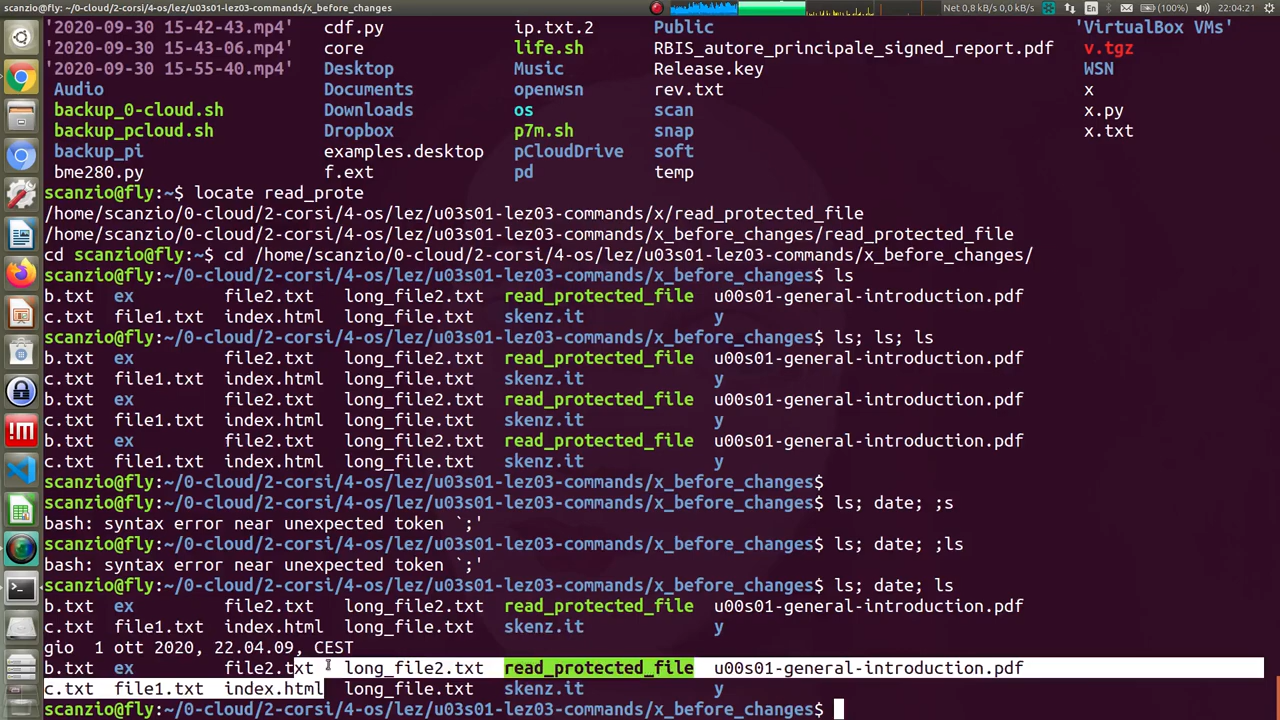 scanzio@fly: ~/0-cloud/2-corsi/4-os/lez/u03s01-lez03-commands/x_before_changes
Net 0,8 kB/s 0,0 kB/s En (100%) 22:04:21
'2020-09-30 15-42-43.mp4' cdf.py ip.txt.2 Public 'VirtualBox VMs'
'2020-09-30 15-43-06.mp4' core life.sh RBIS_autore_principale_signed_report.pdf v.tgz
'2020-09-30 15-55-40.mp4' Desktop Music Release.key WSN
Audio Documents openwsn rev.txt x
backup_0-cloud.sh Downloads os scan x.py
backup_pcloud.sh Dropbox p7m.sh snap x.txt
backup_pi examples.desktop pCloudDrive soft
bme280.py f.ext pd temp
scanzio@fly:~$ locate read_prote
/home/scanzio/0-cloud/2-corsi/4-os/lez/u03s01-lez03-commands/x/read_protected_file
/home/scanzio/0-cloud/2-corsi/4-os/lez/u03s01-lez03-commands/x_before_changes/read_protected_file
cd scanzio@fly:~$ cd /home/scanzio/0-cloud/2-corsi/4-os/lez/u03s01-lez03-commands/x_before_changes/
scanzio@fly:~/0-cloud/2-corsi/4-os/lez/u03s01-lez03-commands/x_before_changes$ ls
b.txt ex file2.txt long_file2.txt read_protected_file u00s01-general-introduction.pdf
c.txt file1.txt index.html long_file.txt skenz.it y
scanzio@fly:~/0-cloud/2-corsi/4-os/lez/u03s01-lez03-commands/x_before_changes$ ls; ls; ls
b.txt ex file2.txt long_file2.txt read_protected_file u00s01-general-introduction.pdf
c.txt file1.txt index.html long_file.txt skenz.it y
b.txt ex file2.txt long_file2.txt read_protected_file u00s01-general-introduction.pdf
c.txt file1.txt index.html long_file.txt skenz.it y
b.txt ex file2.txt long_file2.txt read_protected_file u00s01-general-introduction.pdf
c.txt file1.txt index.html long_file.txt skenz.it y
scanzio@fly:~/0-cloud/2-corsi/4-os/lez/u03s01-lez03-commands/x_before_changes$
scanzio@fly:~/0-cloud/2-corsi/4-os/lez/u03s01-lez03-commands/x_before_changes$ ls; date; ;s
bash: syntax error near unexpected token `;'
scanzio@fly:~/0-cloud/2-corsi/4-os/lez/u03s01-lez03-commands/x_before_changes$ ls; date; ;ls
bash: syntax error near unexpected token `;'
scanzio@fly:~/0-cloud/2-corsi/4-os/lez/u03s01-lez03-commands/x_before_changes$ ls; date; ls
b.txt ex file2.txt long_file2.txt read_protected_file u00s01-general-introduction.pdf
c.txt file1.txt index.html long_file.txt skenz.it y
gio  1 ott 2020, 22.04.09, CEST
b.txt ex file2.txt long_file2.txt read_protected_file u00s01-general-introduction.pdf
c.txt file1.txt index.html long_file.txt skenz.it y
scanzio@fly:~/0-cloud/2-corsi/4-os/lez/u03s01-lez03-commands/x_before_changes$